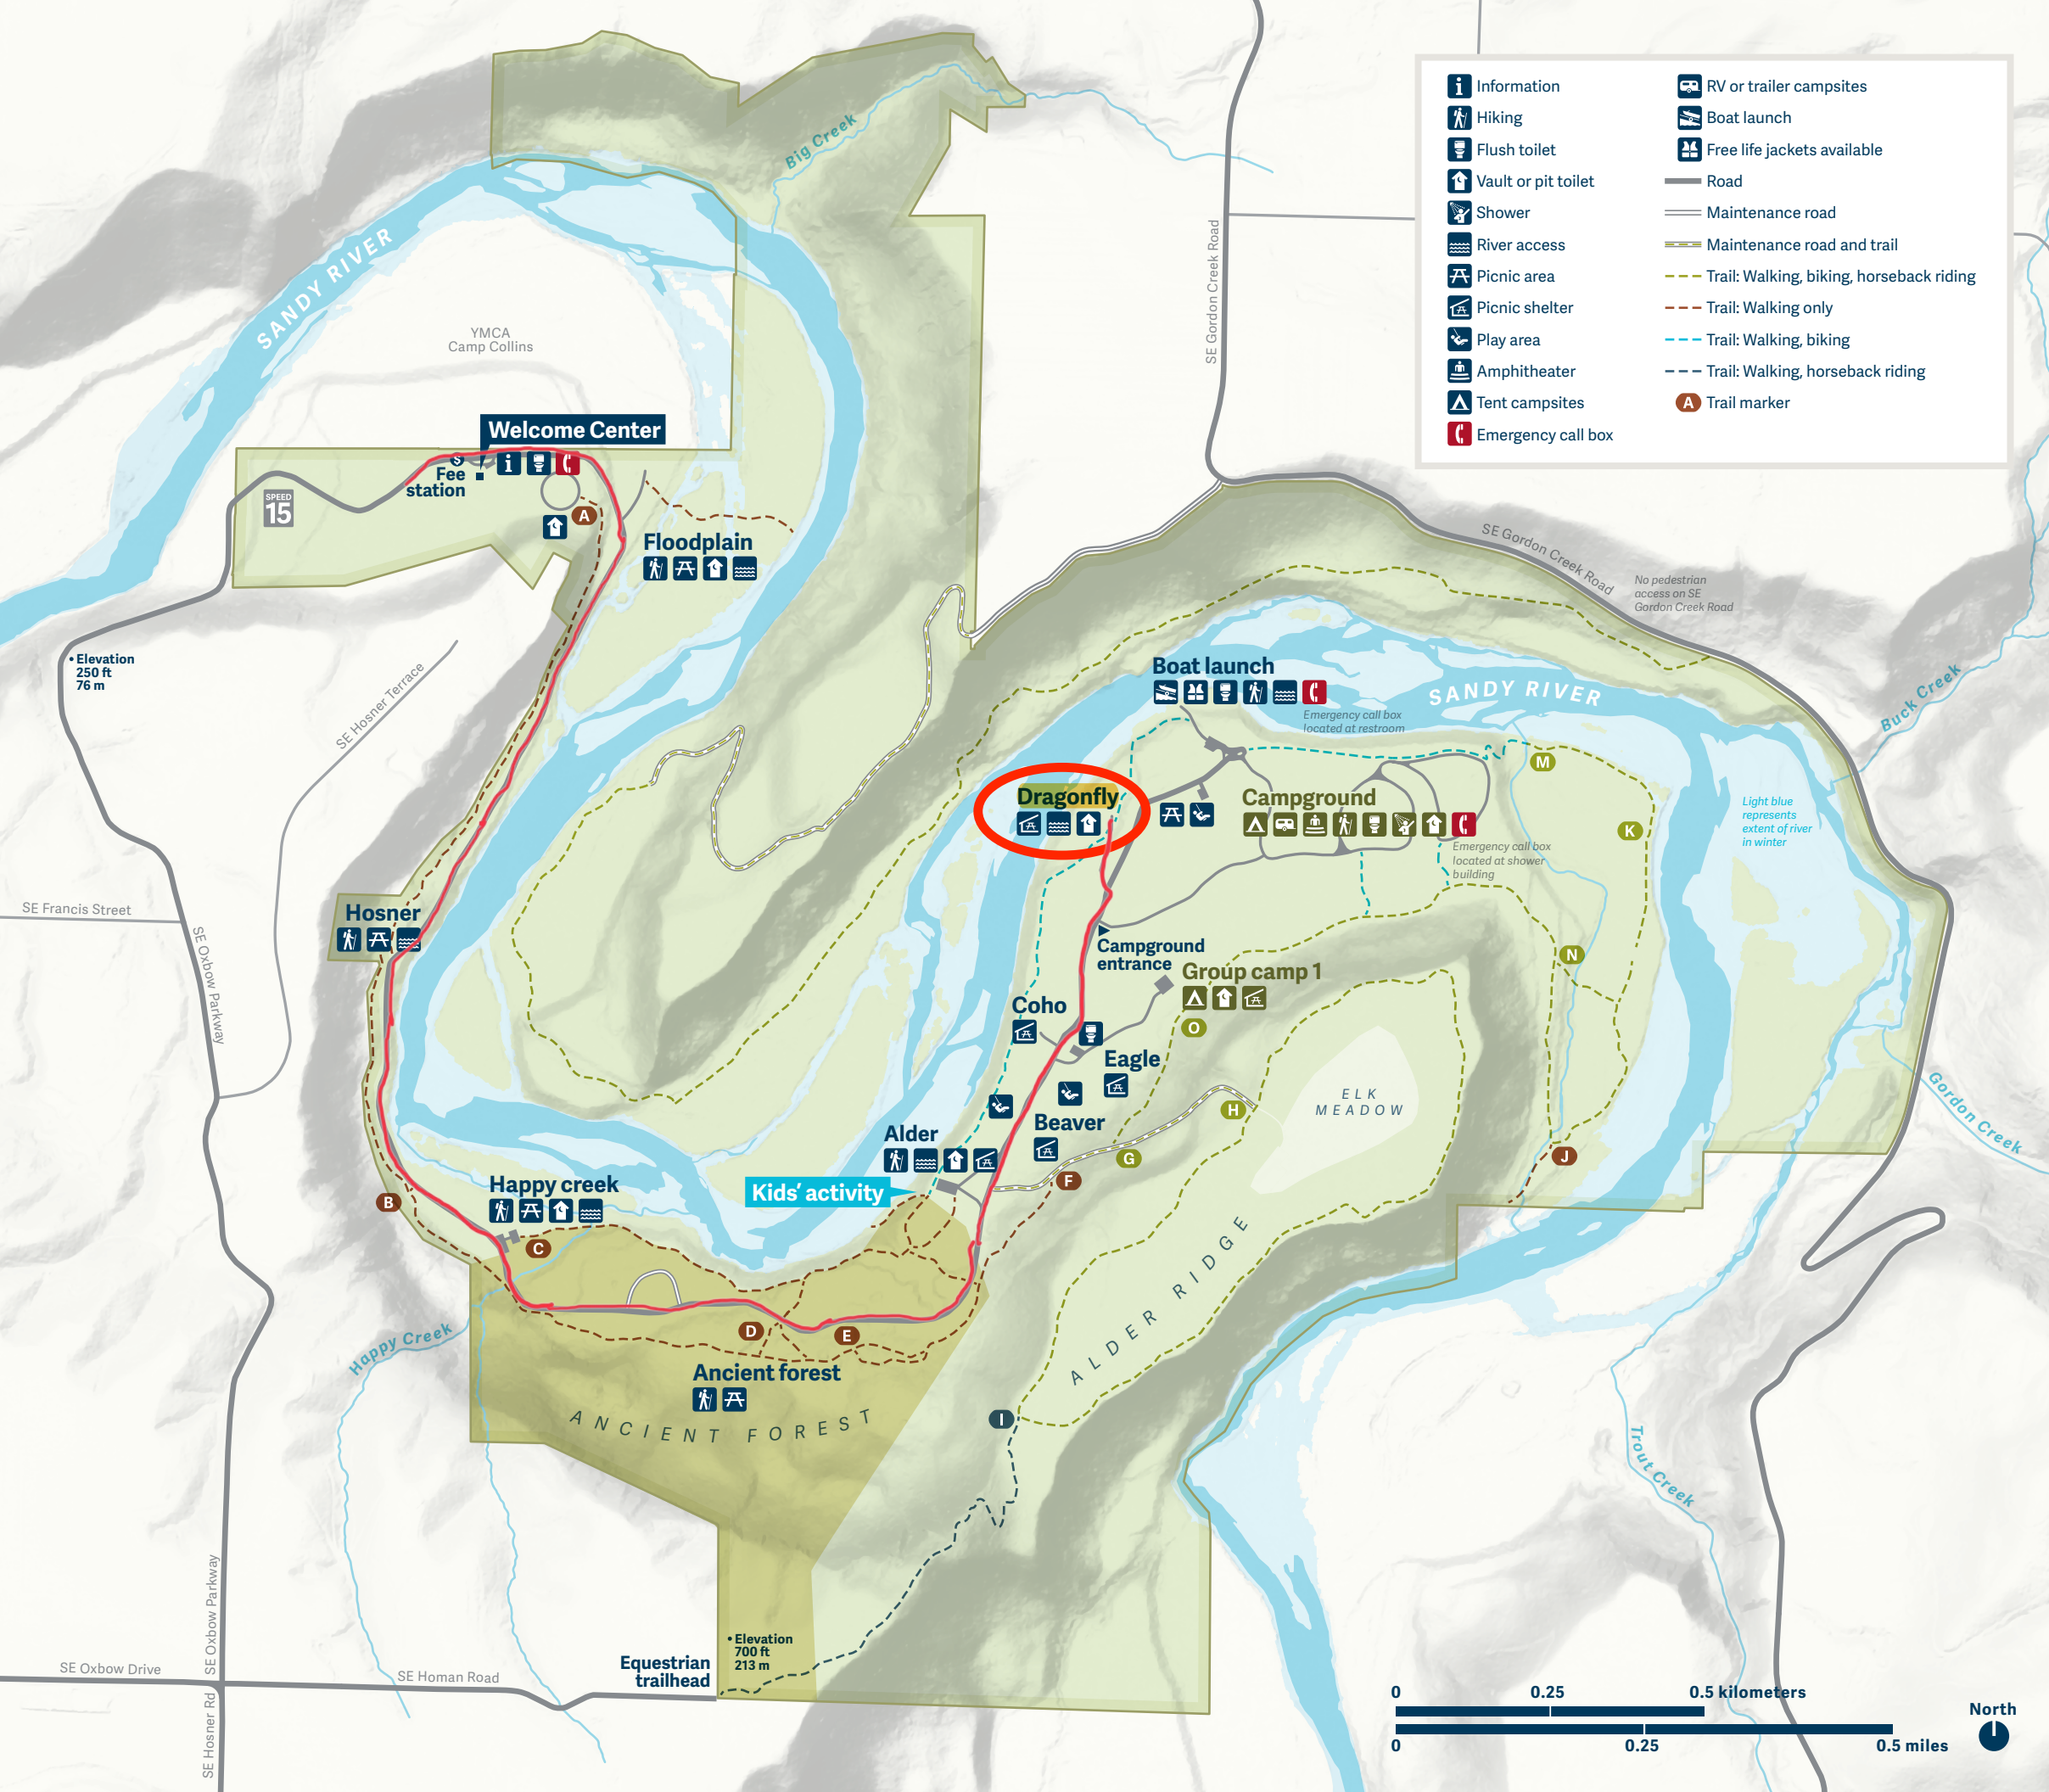 Big Creek
SANDY RIVER
YMCA
Camp Collins
Welcome Center
$
Fee
station
SPEED
15
A
Floodplain
SE Gordon Creek Road
Information
Hiking
Flush toilet
Vault or pit toilet
Shower
River access
Picnic area
Picnic shelter
Play area
Amphitheater
Tent campsites
Emergency call box
RV or trailer campsites
Boat launch
Free life jackets available
Road
Maintenance road
Maintenance road and trail
Trail: Walking, biking, horseback riding
Trail: Walking only
Trail: Walking, biking
Trail: Walking, horseback riding
A Trail marker
SE Gordon Creek Road
No pedestrian
access on SE
Gordon Creek Road
• Elevation
250 ft
76 m
SE Hosner Terrace
Boat launch
SANDY RIVER
Emergency call box
located at restroom
Buck Creek
M
Dragonfly
Campground
Emergency call box
located at shower
building
K
Light blue
represents
extent of river
in winter
SE Francis Street
SE Oxbow Parkway
Hosner
Campground
entrance
Group camp 1
O
N
Coho
Eagle
Beaver
ELK
MEADOW
H
G
F
J
Gordon Creek
Alder
Kids' activity
Happy creek
B
C
D
E
Happy Creek
Ancient forest
ANCIENT FOREST
ALDER RIDGE
I
Trout Creek
SE Oxbow Parkway
SE Oxbow Drive
SE Homan Road
SE Hosner Rd
Equestrian
trailhead
• Elevation
700 ft
213 m
0 0.25 0.5 kilometers
0 0.25 0.5 miles
North